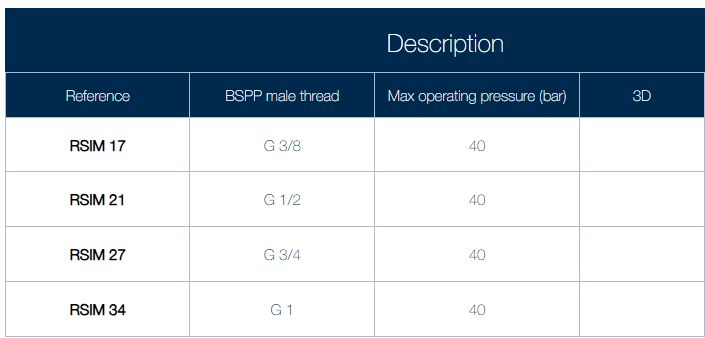 Description
Reference BSPP male thread Max operating pressure (bar) 3D
RSIM 17 G 3/8 40
RSIM 21 G 1/2 40
RSIM 27 G 3/4 40
RSIM 34 G 1 40